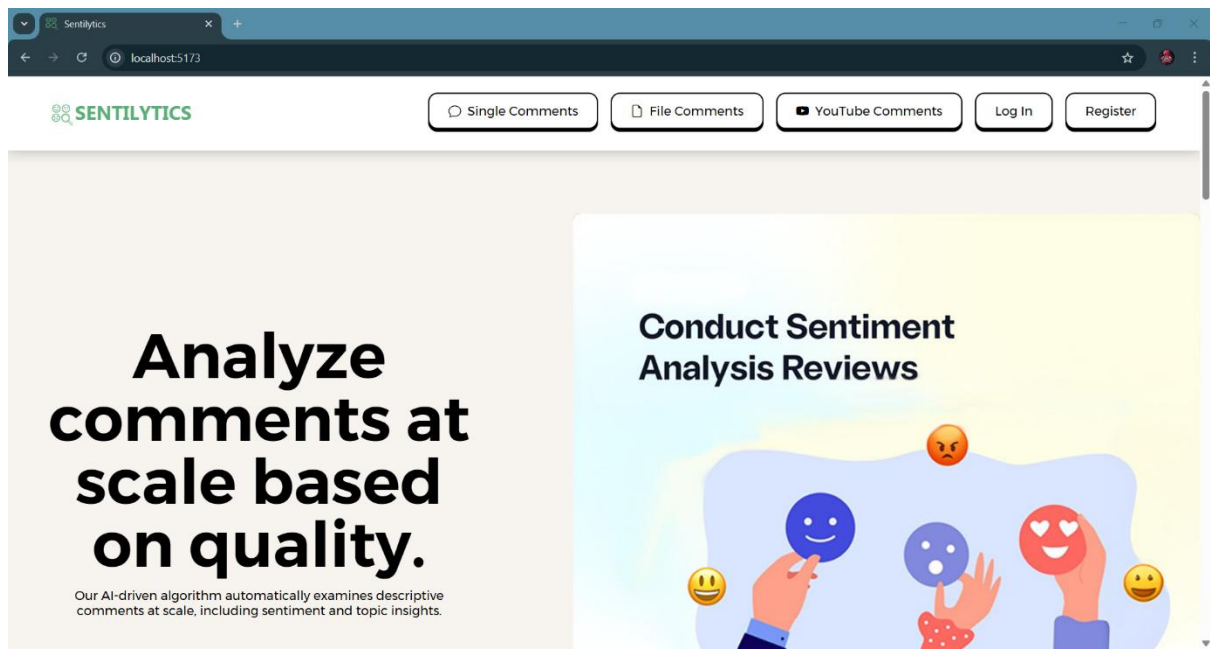 Sentilytics
localhost:5173
SENTILYTICS
Single Comments
File Comments
YouTube Comments
Log In
Register
Analyze
comments at
scale based
on quality.
Our AI-driven algorithm automatically examines descriptive
comments at scale, including sentiment and topic insights.
Conduct Sentiment
Analysis Reviews